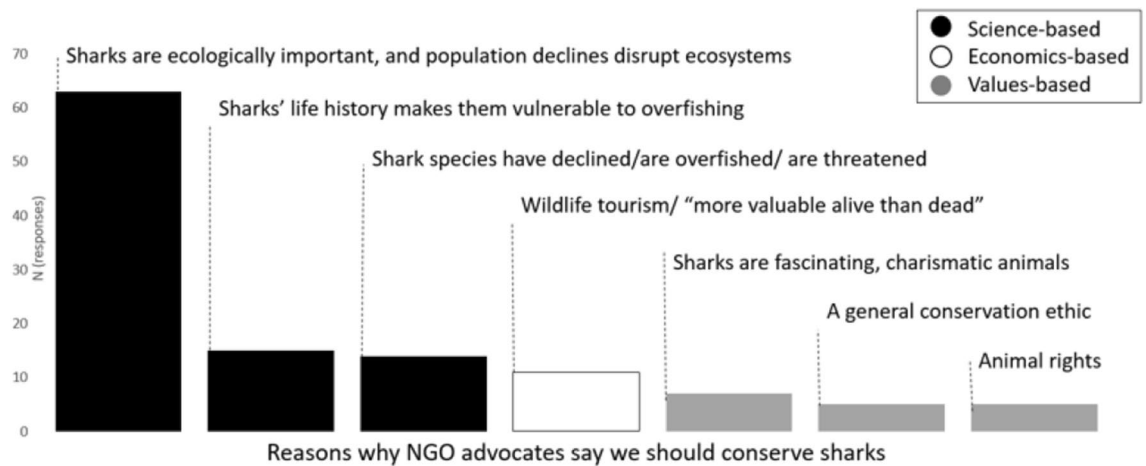 Science-based
Economics-based
Values-based
70
60
50
40
30
20
10
0
N (responses)
Sharks are ecologically important, and population declines disrupt ecosystems
Sharks' life history makes them vulnerable to overfishing
Shark species have declined/are overfished/ are threatened
Wildlife tourism/ "more valuable alive than dead"
Sharks are fascinating, charismatic animals
A general conservation ethic
Animal rights
Reasons why NGO advocates say we should conserve sharks